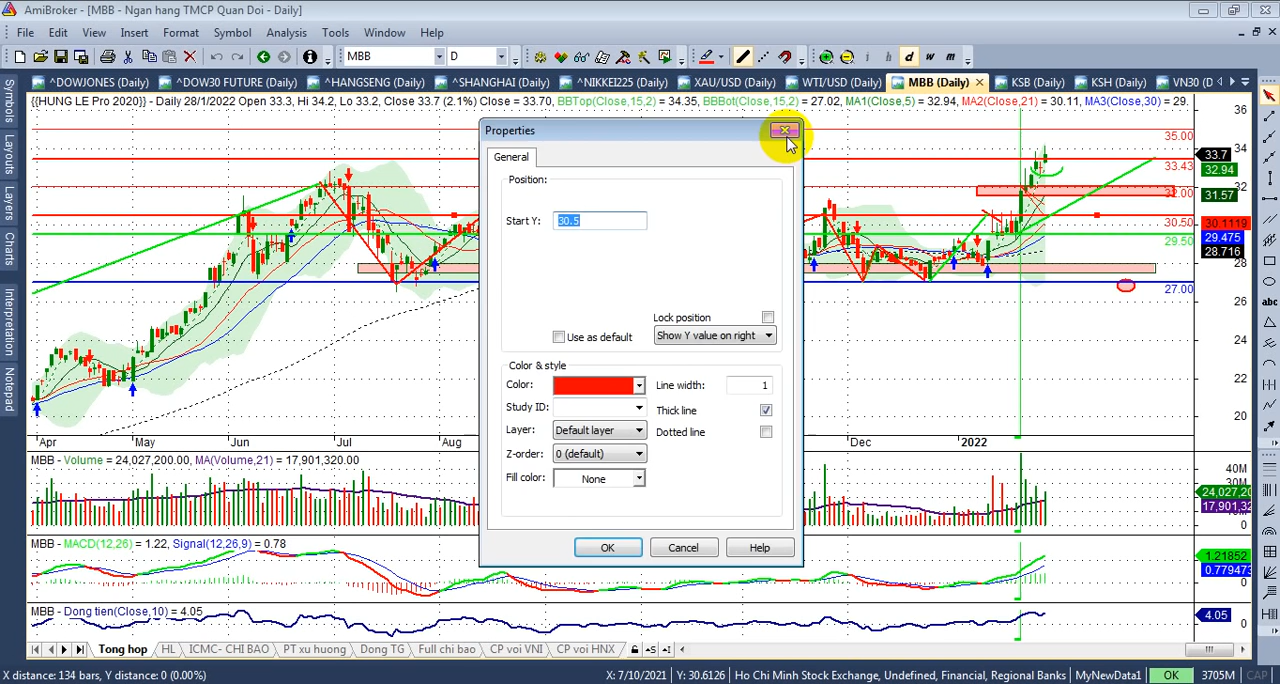 AmiBroker - [MBB - Ngan hang TMCP Quan Doi - Daily]
File Edit View Insert Format Symbol Analysis Tools Window Help
MBB D i h d w m
^DOWJONES (Daily) ^DOW30 FUTURE (Daily) ^HANGSENG (Daily) ^SHANGHAI (Daily) ^NIKKEI225 (Daily) XAU/USD (Daily) WTI/USD (Daily) MBB (Daily) KSB (Daily) KSH (Daily) VN30 (D
Symbols
Layouts
Layers
Charts
Interpretation
Notepad
{{HUNG LE Pro 2020}} - Daily 28/1/2022 Open 33.3, Hi 34.2, Lo 33.2, Close 33.7 (2.1%) Close = 33.70, BBTop(Close,15,2) = 34.35, BBBot(Close,15,2) = 27.02, MA1(Close,5) = 32.94, MA2(Close,21) = 30.11, MA3(Close,30) = 29.
36
35.00
34
33.7
33.43
32.94
32
32.00
31.57
30.50
30.1119
29.475
29.50
28.716
28
27.00
26
24
22
20
Apr May Jun Jul Aug Dec 2022
Properties
General
Position:
Start Y: 30.5
Lock position
Use as default Show Y value on right
Color & style
Color: Line width: 1
Study ID: Thick line
Layer: Default layer Dotted line
Z-order: 0 (default)
Fill color: None
OK Cancel Help
MBB - Volume = 24,027,200.00, MA(Volume,21) = 17,901,320.00
40M
30M
24,027,20
17,901,32
0
MBB - MACD(12,26) = 1.22, Signal(12,26,9) = 0.78
1.21852
0.779473
0
MBB - Dong tien(Close,10) = 4.05
4.05
0
Tong hop HL ICMC- CHI BAO PT xu huong Dong TG Full chi bao CP voi VNI CP voi HNX
X distance: 134 bars, Y distance: 0 (0.00%) X: 7/10/2021 Y: 30.6126 Ho Chi Minh Stock Exchange, Undefined, Financial, Regional Banks MyNewData1 OK 3705M CAP
abc